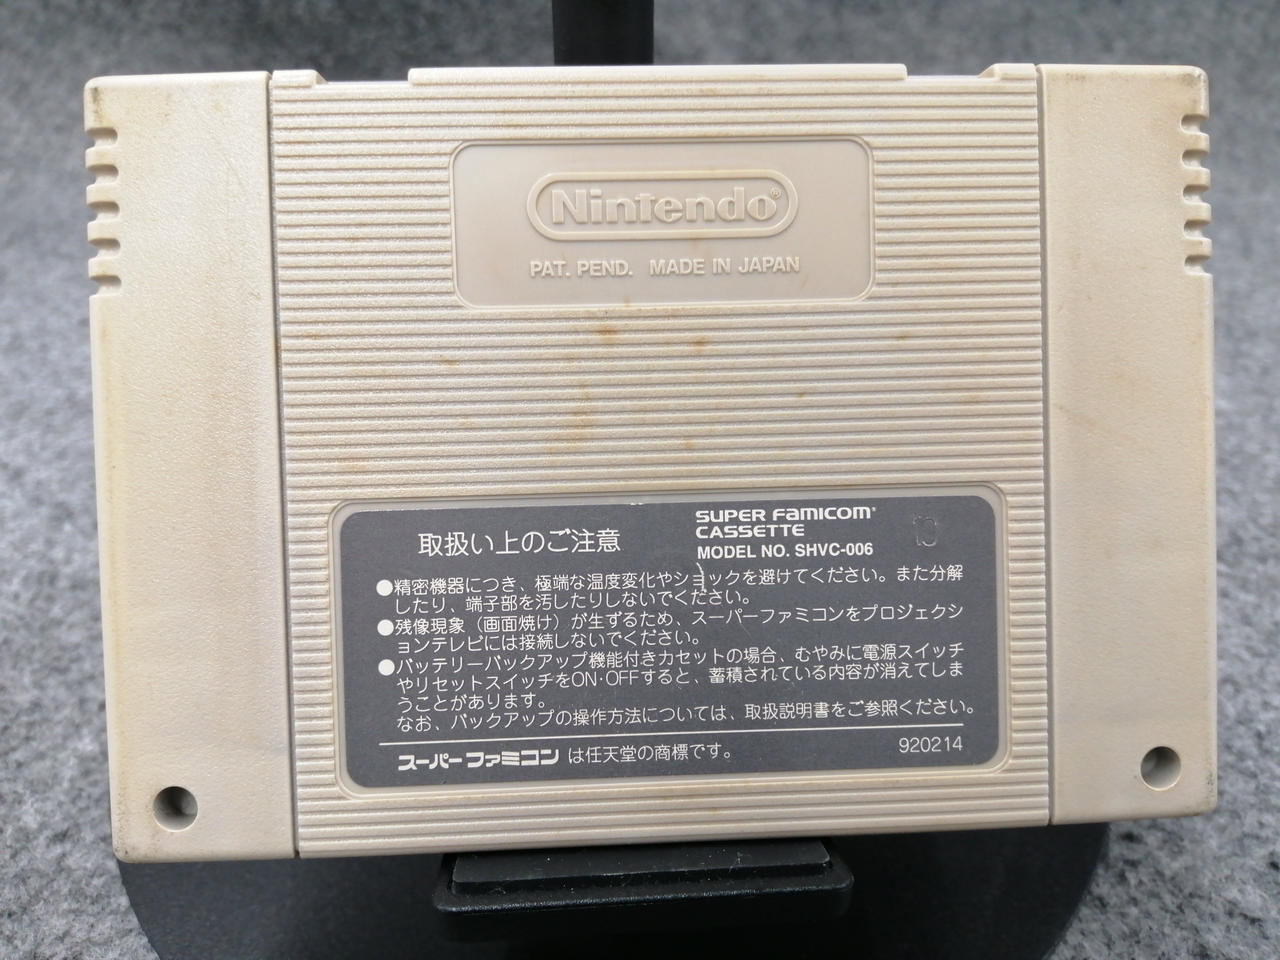 Nintendo®
PAT. PEND. MADE IN JAPAN
取扱い上のご注意
SUPER FAMICOM®
CASSETTE
MODEL NO. SHVC-006
●精密機器につき、極端な温度変化やショックを避けてください。また分解
したり、端子部を汚したりしないでください。
●残像現象（画面焼け）が生ずるため、スーパーファミコンをプロジェクシ
ョンテレビには接続しないでください。
●バッテリーバックアップ機能付きカセットの場合、むやみに電源スイッチ
やリセットスイッチをON・OFFすると、蓄積されている内容が消えてしま
うことがあります。
なお、バックアップの操作方法については、取扱説明書をご参照ください。
スーパーファミコンは任天堂の商標です。
920214